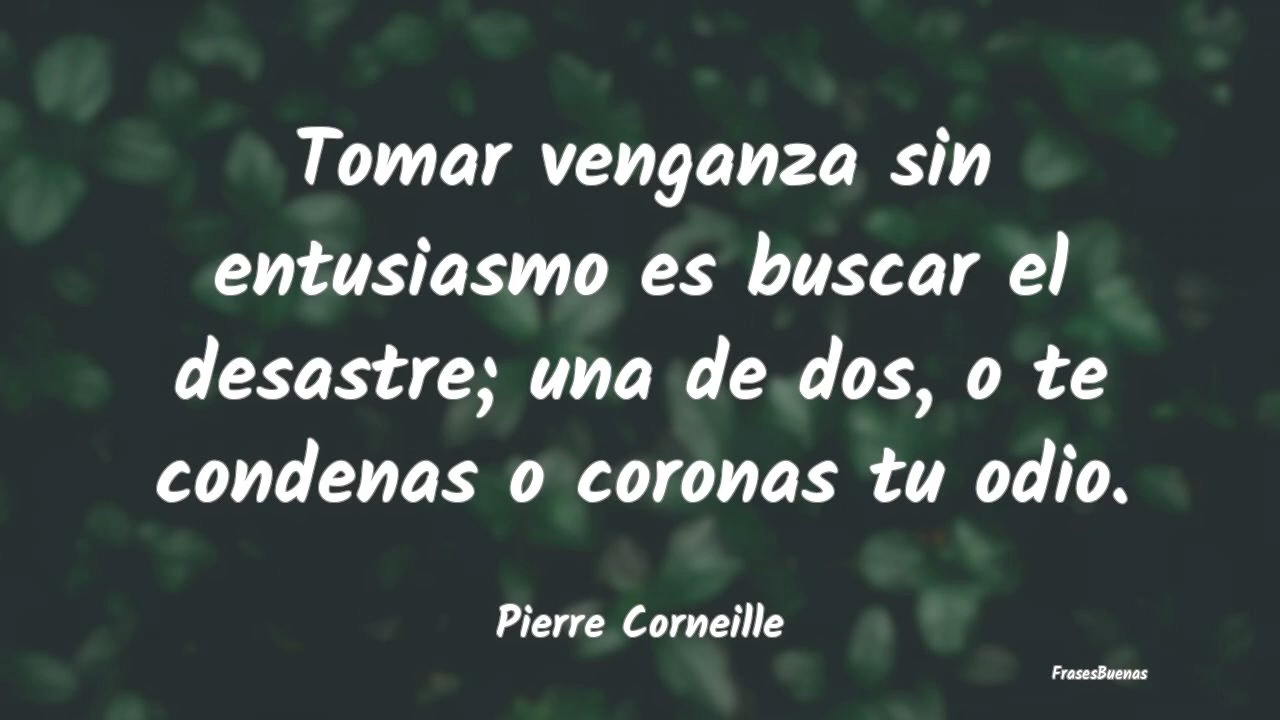 Tomar venganza sin
entusiasmo es buscar el
desastre; una de dos, o te
condenas o coronas tu odio.
Pierre Corneille
FrasesBuenas